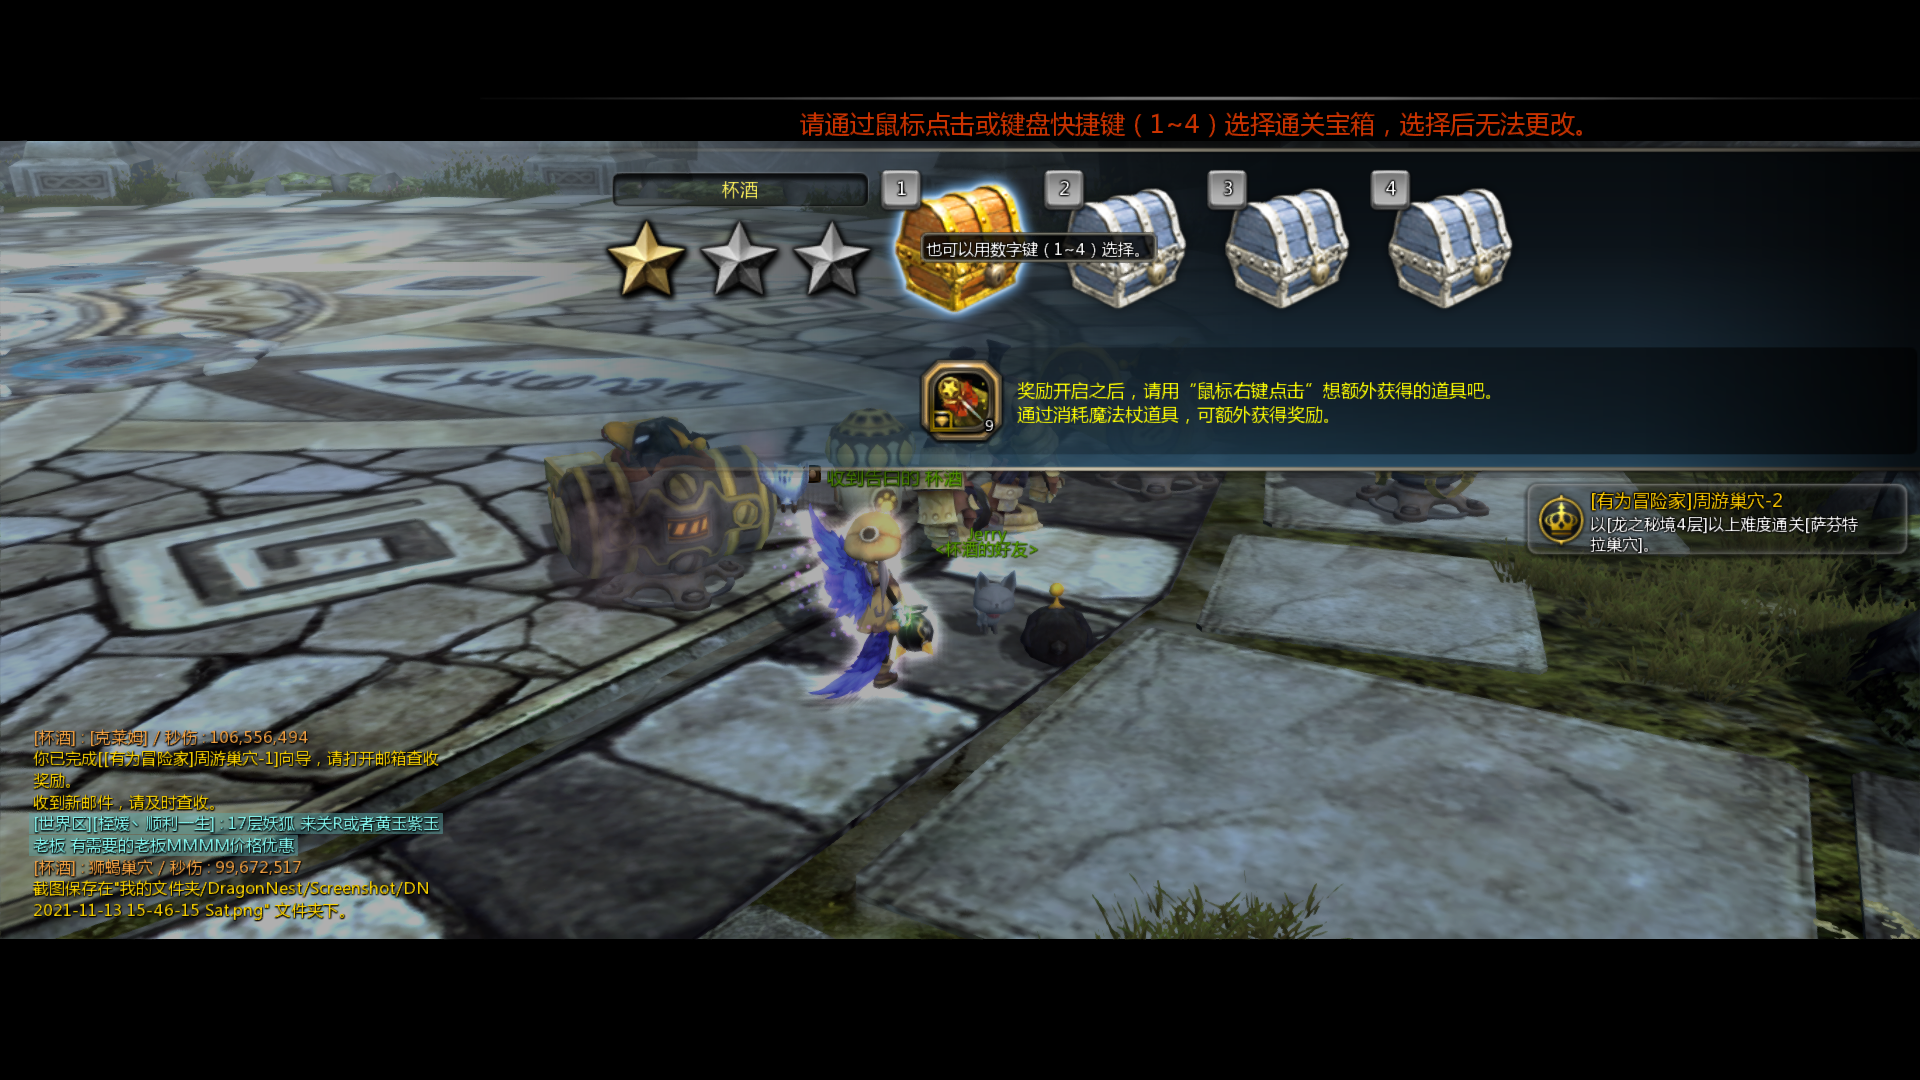 请通过鼠标点击或键盘快捷键（1~4）选择通关宝箱，选择后无法更改。
杯酒
1
2
3
4
也可以用数字键（1~4）选择。
奖励开启之后，请用“鼠标右键点击”想额外获得的道具吧。
通过消耗魔法杖道具，可额外获得奖励。
9
收到告白的 杯酒
Jerry
<杯酒的好友>
[有为冒险家]周游巢穴-2
以[龙之秘境4层]以上难度通关[萨芬特
拉巢穴]。
[杯酒] : [克莱姆] / 秒伤 : 106,556,494
你已完成[[有为冒险家]周游巢穴-1]向导，请打开邮箱查收
奖励。
收到新邮件，请及时查收。
[世界区][桎媛丶顺利一生] : 17层妖狐 来关R或者黄玉紫玉
老板 有需要的老板MMMM价格优惠
[杯酒] : 狮蝎巢穴 / 秒伤 : 99,672,517
截图保存在"我的文件夹/DragonNest/Screenshot/DN
2021-11-13 15-46-15 Sat.png" 文件夹下。